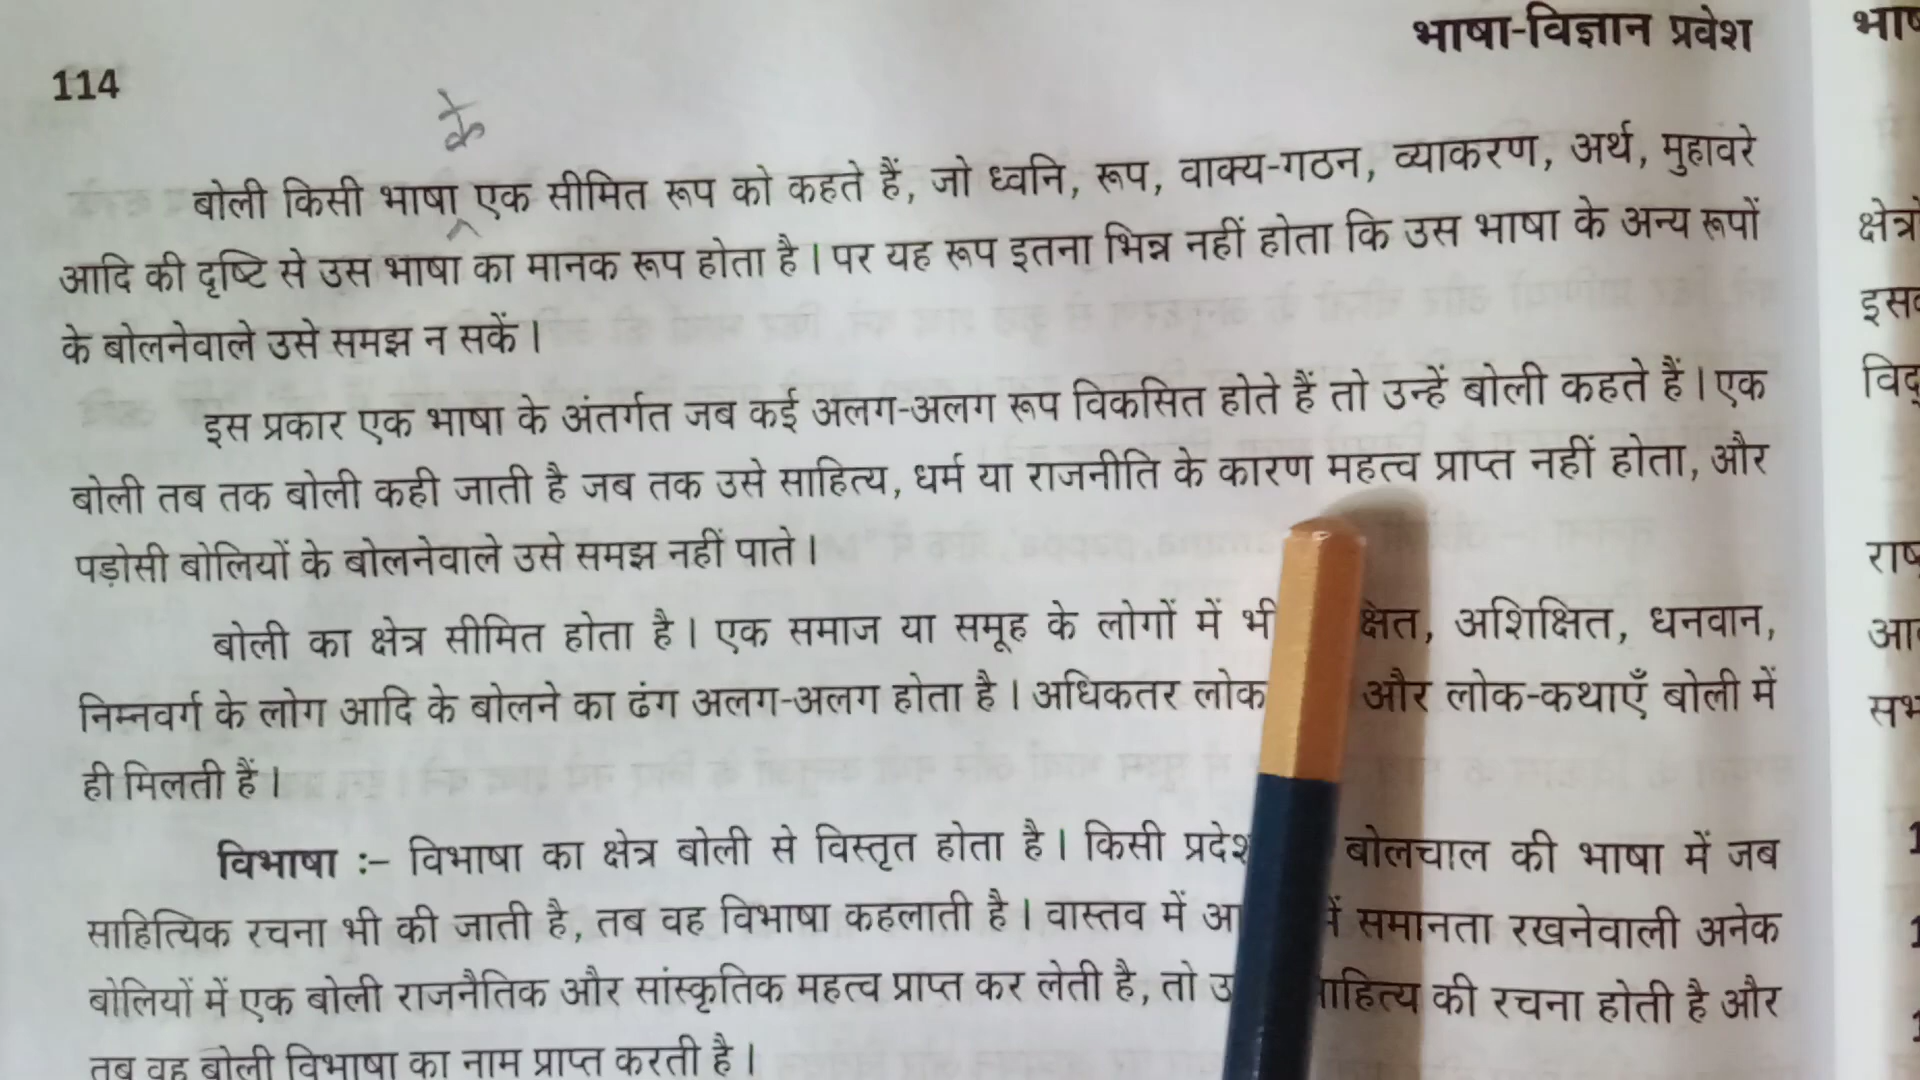 भाषा-विज्ञान प्रवेश
114
के
बोली किसी भाषा एक सीमित रूप को कहते हैं, जो ध्वनि, रूप, वाक्य-गठन, व्याकरण, अर्थ, मुहावरे
आदि की दृष्टि से उस भाषा का मानक रूप होता है। पर यह रूप इतना भिन्न नहीं होता कि उस भाषा के अन्य रूपों
के बोलनेवाले उसे समझ न सकें।
इस प्रकार एक भाषा के अंतर्गत जब कई अलग-अलग रूप विकसित होते हैं तो उन्हें बोली कहते हैं। एक
बोली तब तक बोली कही जाती है जब तक उसे साहित्य, धर्म या राजनीति के कारण महत्व प्राप्त नहीं होता, और
पड़ोसी बोलियों के बोलनेवाले उसे समझ नहीं पाते।
बोली का क्षेत्र सीमित होता है। एक समाज या समूह के लोगों में भी अशिक्षित, धनवान,
निम्नवर्ग के लोग आदि के बोलने का ढंग अलग-अलग होता है। अधिकतर लोक और लोक-कथाएँ बोली में
ही मिलती हैं।
विभाषा :– विभाषा का क्षेत्र बोली से विस्तृत होता है। किसी प्रदेश बोलचाल की भाषा में जब
साहित्यिक रचना भी की जाती है, तब वह विभाषा कहलाती है। वास्तव में समानता रखनेवाली अनेक
बोलियों में एक बोली राजनैतिक और सांस्कृतिक महत्व प्राप्त कर लेती है, तो की रचना होती है और
तब वह बोली विभाषा का नाम प्राप्त करती है।